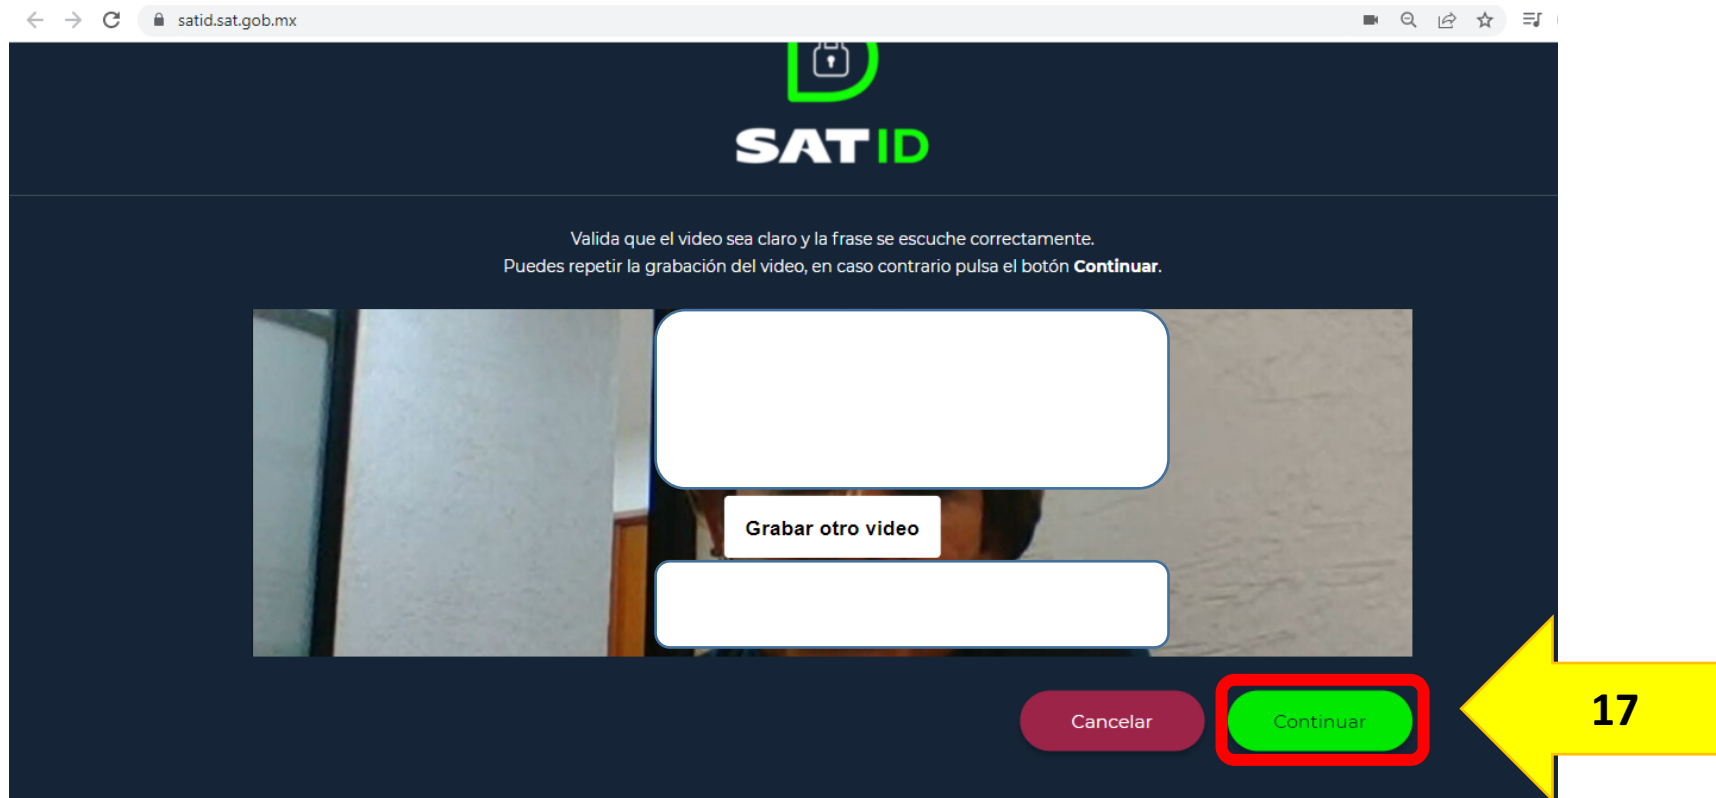 satid.sat.gob.mx
SAT ID
Valida que el video sea claro y la frase se escuche correctamente.
Puedes repetir la grabación del video, en caso contrario pulsa el botón Continuar.
Grabar otro video
Cancelar
Continuar
17